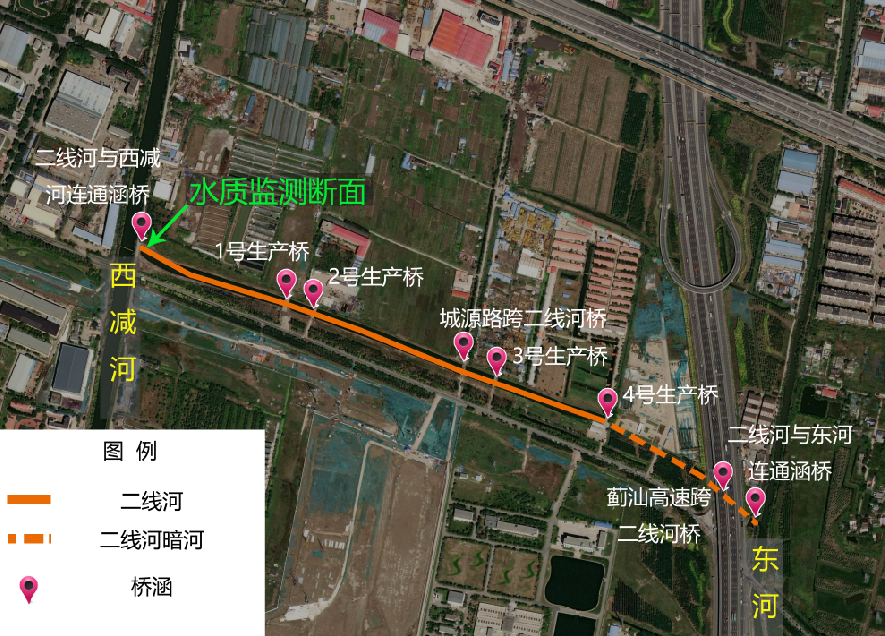 二线河与西减
河连通涵桥
水质监测断面
1号生产桥
2号生产桥
西
减
河
城源路跨二线河桥
3号生产桥
4号生产桥
二线河与东河
连通涵桥
蓟汕高速跨
二线河桥
东
河
图 例
二线河
二线河暗河
桥涵